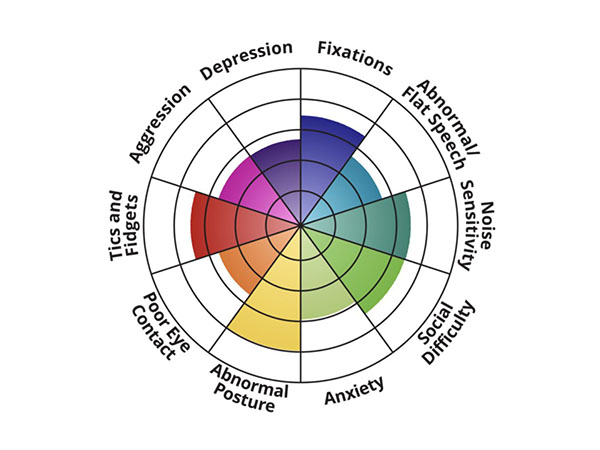 Depression
Fixations
Abnormal/
Flat Speech
Noise
Sensitivity
Social
Difficulty
Anxiety
Abnormal
Posture
Poor Eye
Contact
Tics and
Fidgets
Aggression